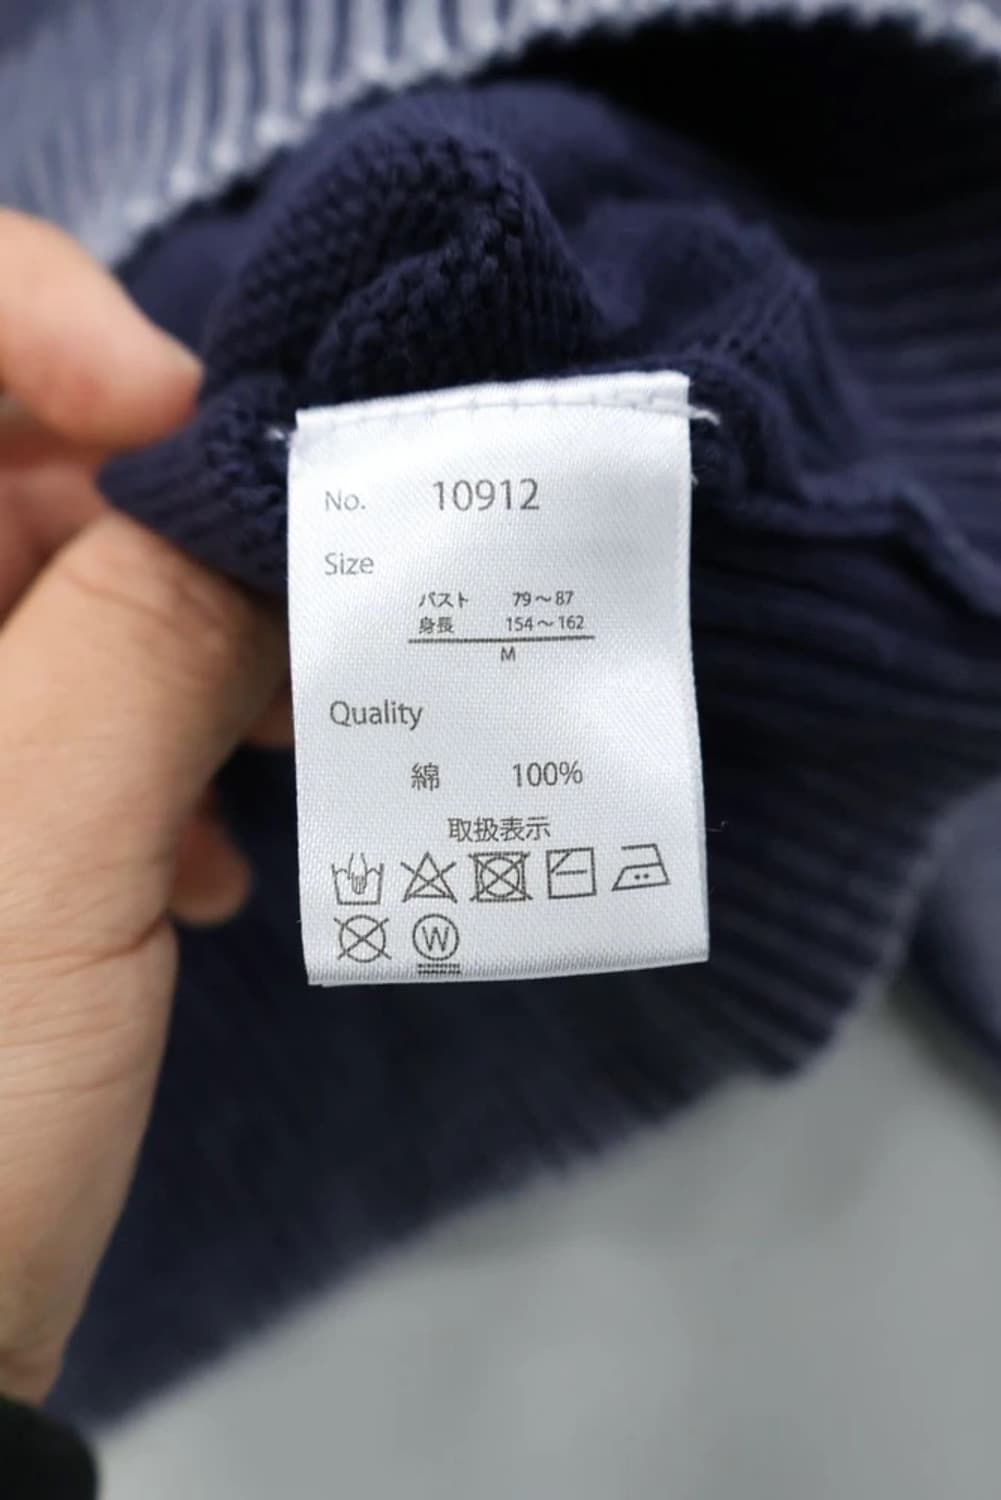 No. 10912
Size
バスト 79～87
身長 154～162
M
Quality
綿 100%
取扱表示
W